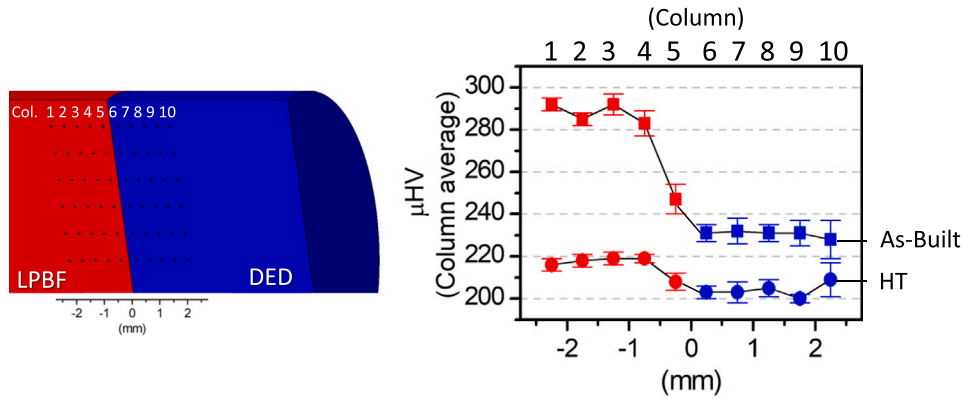 Col. 1 2 3 4 5 6 7 8 9 10
LPBF
DED
-2 -1 0 1 2
(mm)
(Column)
1 2 3 4 5 6 7 8 9 10
300
280
260
240
220
200
μHV
(Column average)
As-Built
HT
-2 -1 0 1 2
(mm)